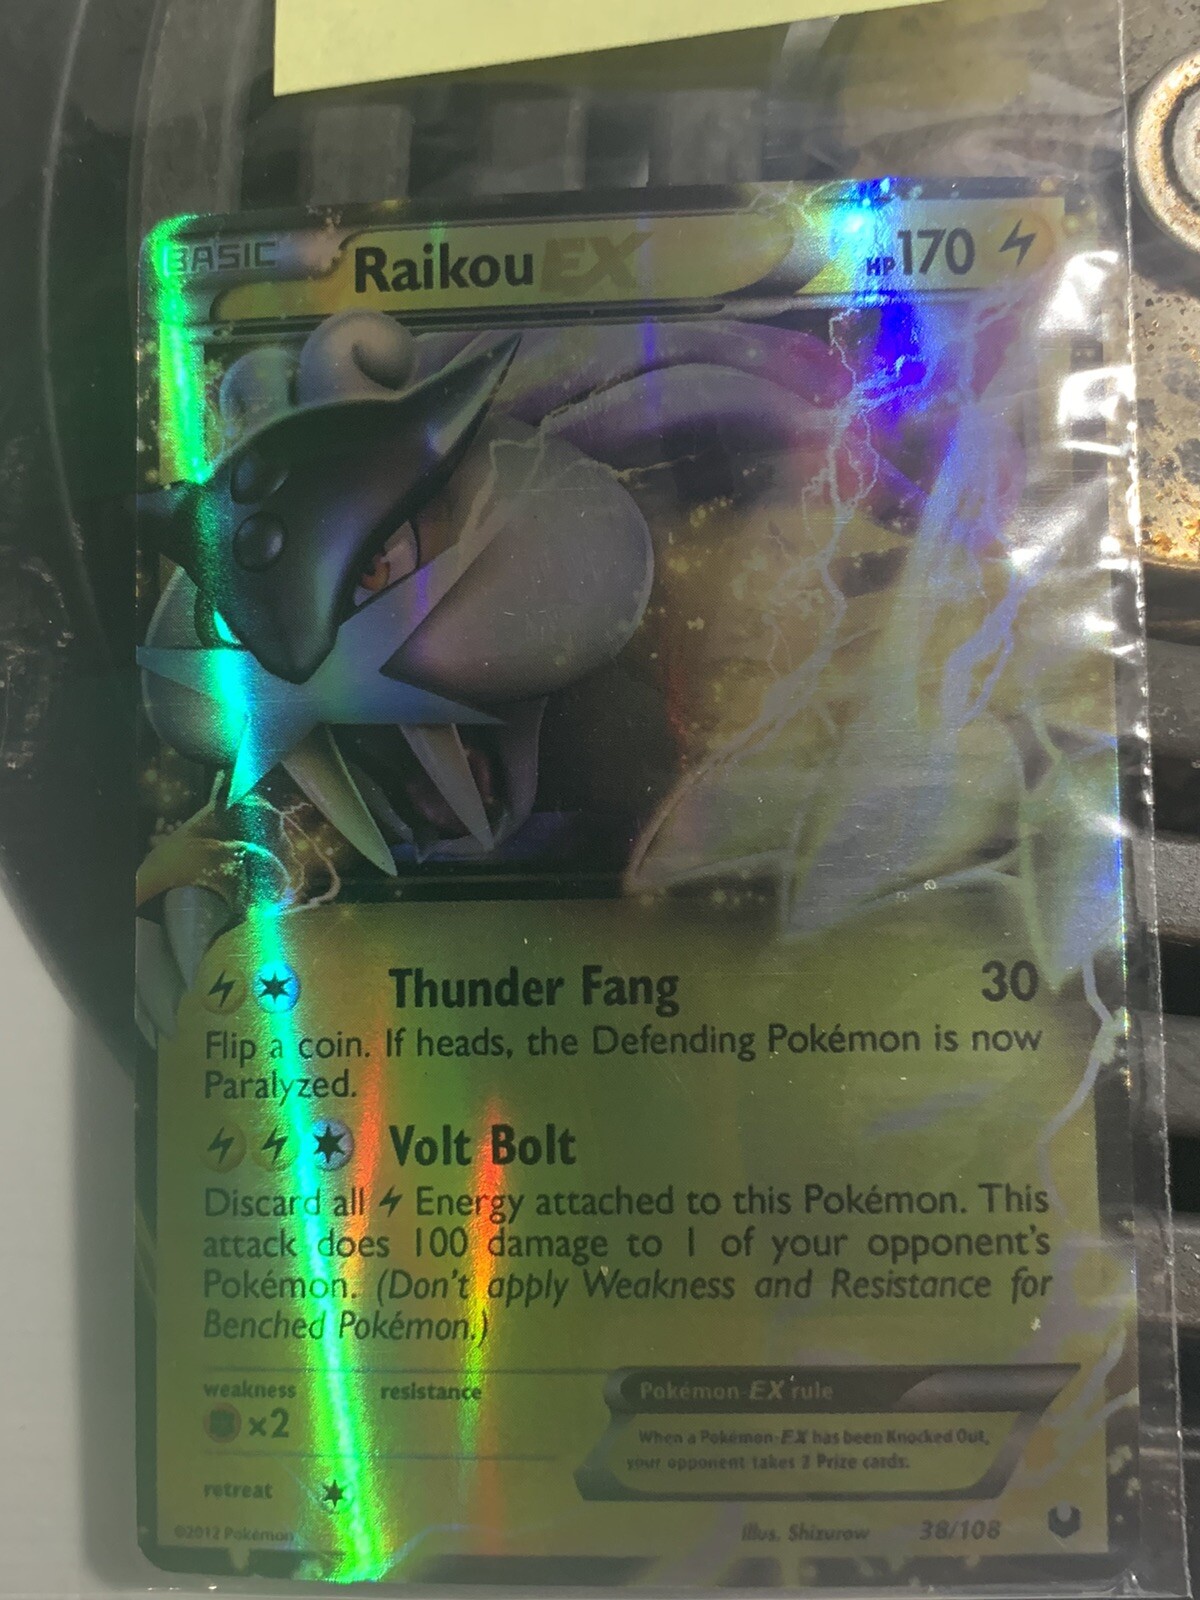 BASIC Raikou EX HP 170
Thunder Fang 30
Flip a coin. If heads, the Defending Pokémon is now
Paralyzed.
Volt Bolt
Discard all Energy attached to this Pokémon. This
attack does 100 damage to 1 of your opponent's
Pokémon. (Don't apply Weakness and Resistance for
Benched Pokémon.)
weakness resistance
×2
Pokémon-EX rule
When a Pokémon-EX has been Knocked Out,
your opponent takes 2 Prize cards.
retreat
©2012 Pokémon Illus. Shizurow 38/108